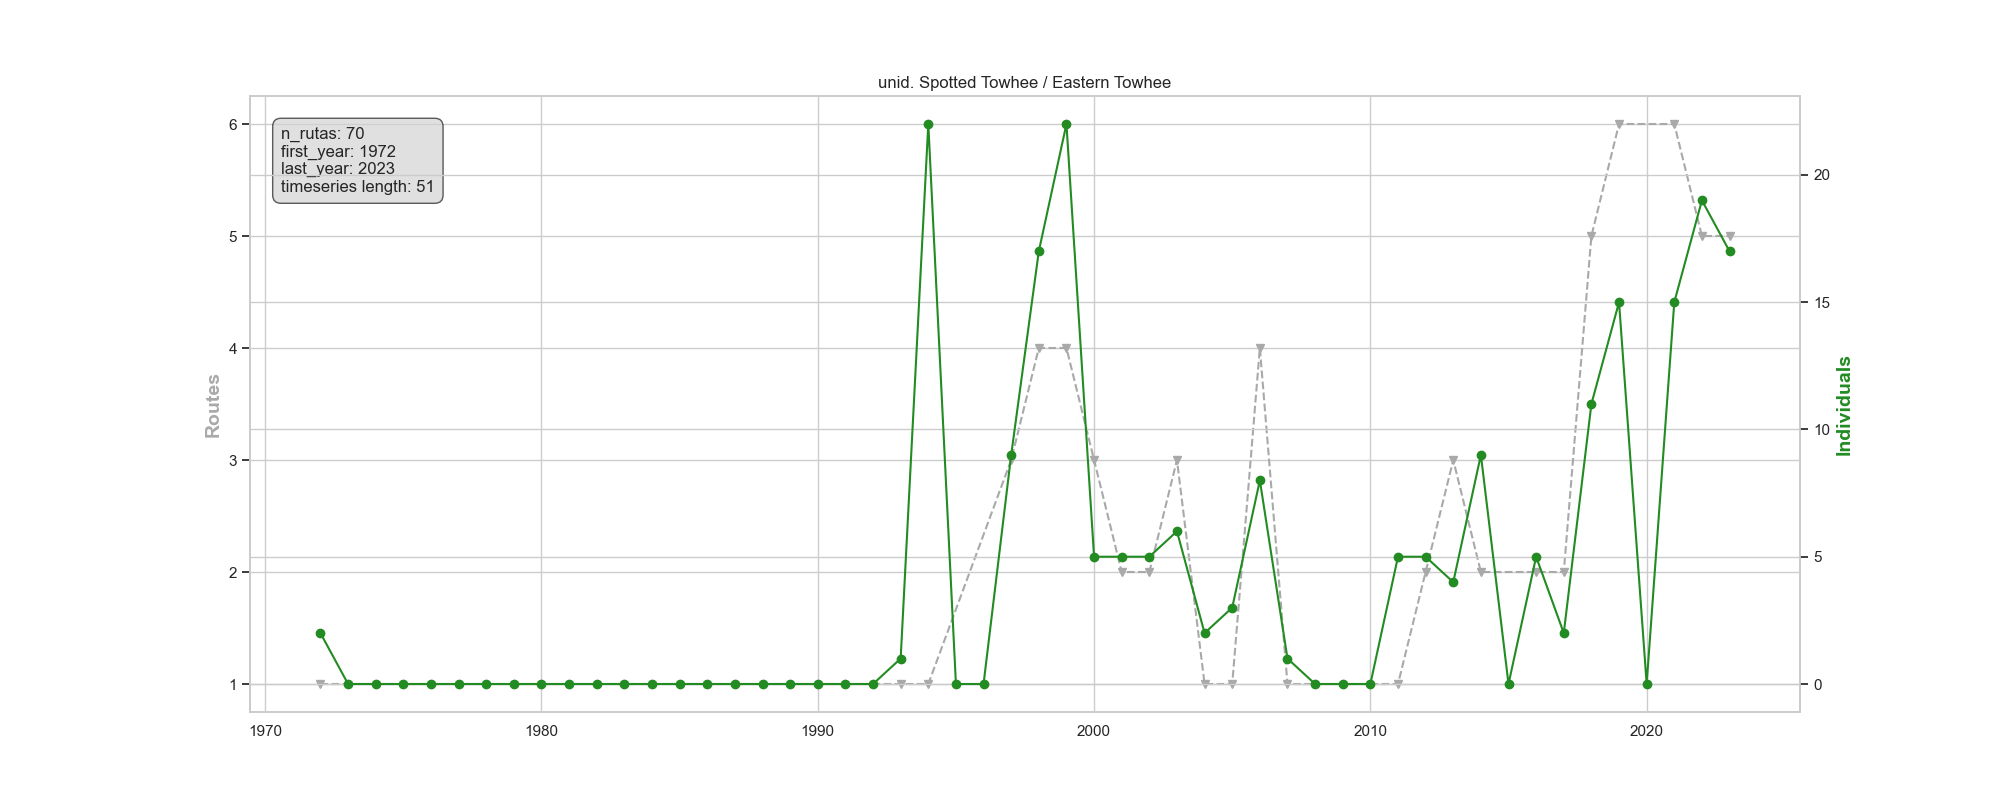 unid. Spotted Towhee / Eastern Towhee
n_rutas: 70
first_year: 1972
last_year: 2023
timeseries length: 51
6
5
4
3
2
1
Routes
20
15
10
5
0
Individuals
1970
1980
1990
2000
2010
2020